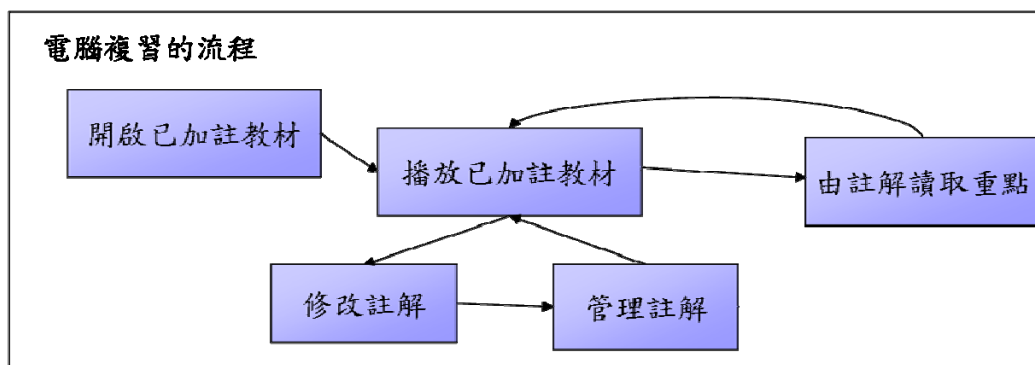 電腦複習的流程
開啟已加註教材
播放已加註教材
由註解讀取重點
修改註解
管理註解